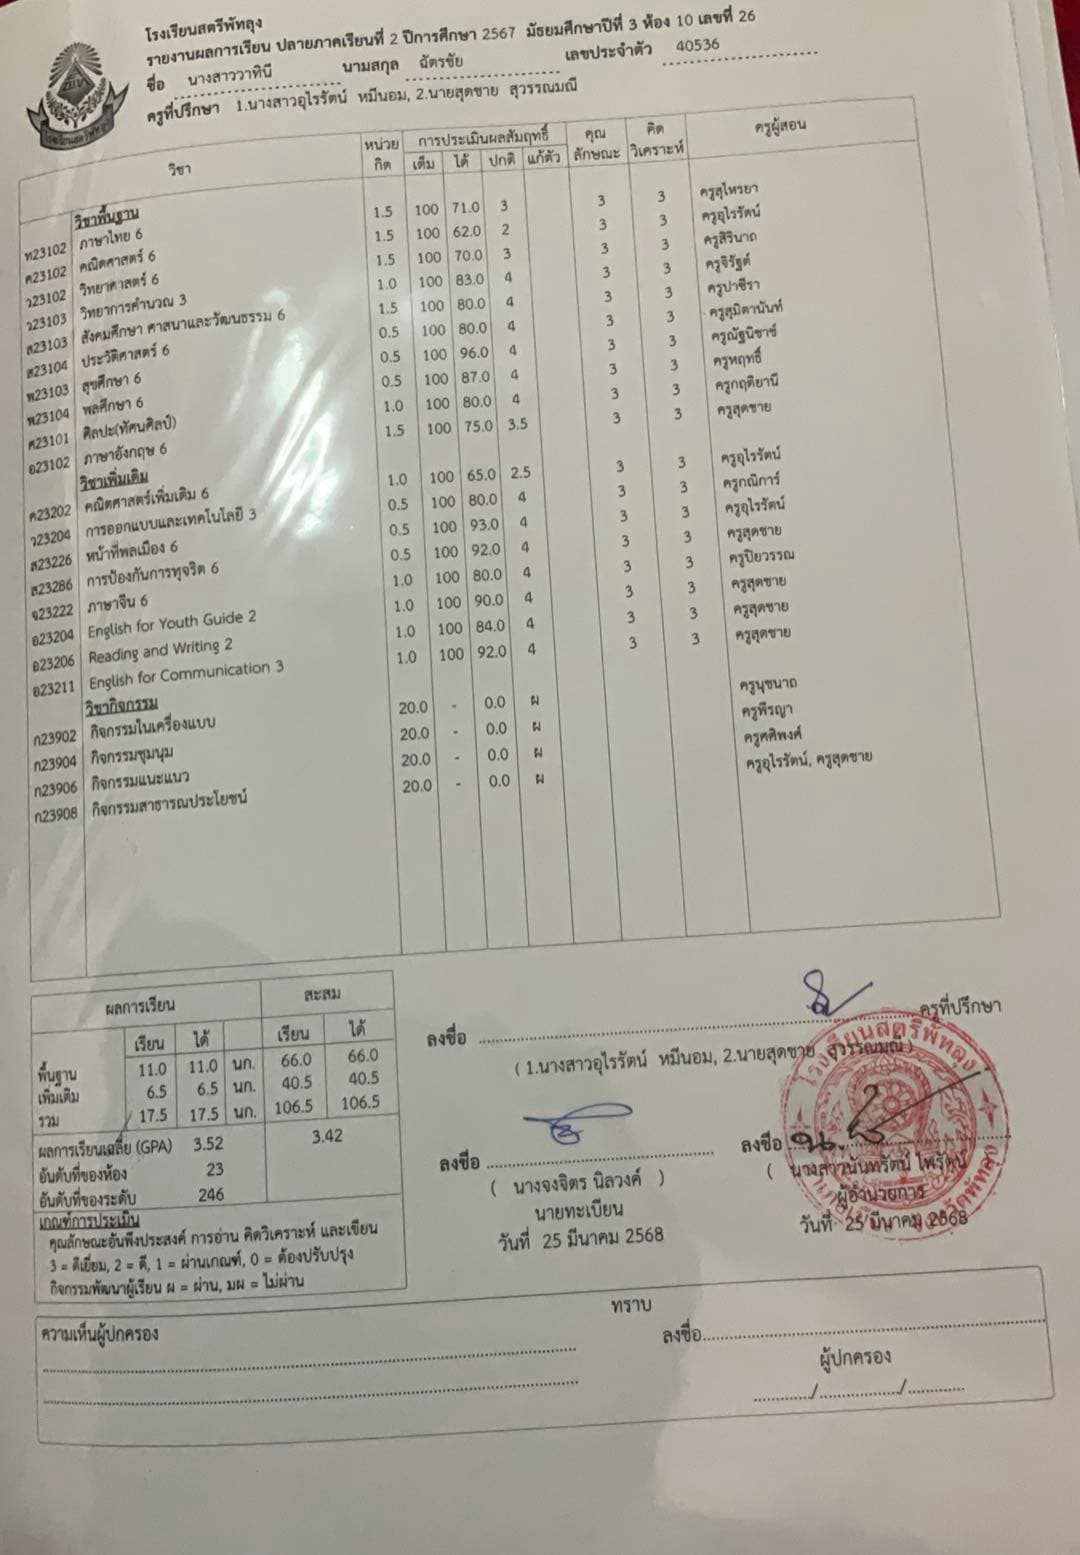 โรงเรียนสตรีพัทลุง
รายงานผลการเรียน ปลายภาคเรียนที่ 2 ปีการศึกษา 2567 มัธยมศึกษาปีที่ 3 ห้อง 10 เลขที่ 26
ชื่อ นางสาววาทินี นามสกุล ฉัตรชัย เลขประจำตัว 40536
ครูที่ปรึกษา 1.นางสาวอุไรรัตน์ หมีนอม, 2.นายสุดชาย สุวรรณมณี
วิชา หน่วยกิต การประเมินผลสัมฤทธิ์ คุณลักษณะ คิดวิเคราะห์ ครูผู้สอน
เต็ม ได้ ปกติ แก้ตัว
วิชาพื้นฐาน
ท23102 ภาษาไทย 6 1.5 100 71.0 3 3 3 ครูสุไหรยา
ค23102 คณิตศาสตร์ 6 1.5 100 62.0 2 3 3 ครูอุไรรัตน์
ว23102 วิทยาศาสตร์ 6 1.5 100 70.0 3 3 3 ครูสิรินาถ
ว23103 วิทยาการคำนวณ 3 1.0 100 83.0 4 3 3 ครูจิรัฐต์
ส23103 สังคมศึกษา ศาสนาและวัฒนธรรม 6 1.5 100 80.0 4 3 3 ครูปาซีรา
ส23104 ประวัติศาสตร์ 6 0.5 100 80.0 4 3 3 ครูสุมิตานันท์
พ23103 สุขศึกษา 6 0.5 100 96.0 4 3 3 ครูณัฐนิชาช์
พ23104 พลศึกษา 6 0.5 100 87.0 4 3 3 ครูหฤทธิ์
ศ23101 ศิลปะ(ทัศนศิลป์) 1.0 100 80.0 4 3 3 ครูกฤติยานี
อ23102 ภาษาอังกฤษ 6 1.5 100 75.0 3.5 3 3 ครูสุดชาย
วิชาเพิ่มเติม
ค23202 คณิตศาสตร์เพิ่มเติม 6 1.0 100 65.0 2.5 3 3 ครูอุไรรัตน์
ว23204 การออกแบบและเทคโนโลยี 3 0.5 100 80.0 4 3 3 ครูกณิการ์
ส23226 หน้าที่พลเมือง 6 0.5 100 93.0 4 3 3 ครูอุไรรัตน์
ส23286 การป้องกันการทุจริต 6 0.5 100 92.0 4 3 3 ครูสุดชาย
จ23222 ภาษาจีน 6 1.0 100 80.0 4 3 3 ครูปิยวรรณ
อ23204 English for Youth Guide 2 1.0 100 90.0 4 3 3 ครูสุดชาย
อ23206 Reading and Writing 2 1.0 100 84.0 4 3 3 ครูสุดชาย
อ23211 English for Communication 3 1.0 100 92.0 4 3 3 ครูสุดชาย
วิชากิจกรรม
ก23902 กิจกรรมในเครื่องแบบ 20.0 - 0.0 ผ ครูนุชนาถ
ก23904 กิจกรรมชุมนุม 20.0 - 0.0 ผ ครูพีรญา
ก23906 กิจกรรมแนะแนว 20.0 - 0.0 ผ ครูศศิพงศ์
ก23908 กิจกรรมสาธารณประโยชน์ 20.0 - 0.0 ผ ครูอุไรรัตน์, ครูสุดชาย
ผลการเรียน สะสม
เรียน ได้ เรียน ได้
พื้นฐาน 11.0 11.0 นก. 66.0 66.0
เพิ่มเติม 6.5 6.5 นก. 40.5 40.5
รวม 17.5 17.5 นก. 106.5 106.5
ผลการเรียนเฉลี่ย (GPA) 3.52 3.42
อันดับที่ของห้อง 23
อันดับที่ของระดับ 246
เกณฑ์การประเมิน
คุณลักษณะอันพึงประสงค์ การอ่าน คิดวิเคราะห์ และเขียน
3 = ดีเยี่ยม, 2 = ดี, 1 = ผ่านเกณฑ์, 0 = ต้องปรับปรุง
กิจกรรมพัฒนาผู้เรียน ผ = ผ่าน, มผ = ไม่ผ่าน
ลงชื่อ ครูที่ปรึกษา
( 1.นางสาวอุไรรัตน์ หมีนอม, 2.นายสุดชาย สุวรรณมณี )
ลงชื่อ
( นางจงจิตร นิลวงค์ )
นายทะเบียน
วันที่ 25 มีนาคม 2568
ลงชื่อ
( นางสาวนันทรัตน์ ไพรัตน์
ผู้อำนวยการ
วันที่ 25 มีนาคม 2568
โรงเรียนสตรีพัทลุง
ความเห็นผู้ปกครอง
ทราบ
ลงชื่อ
ผู้ปกครอง
/ /